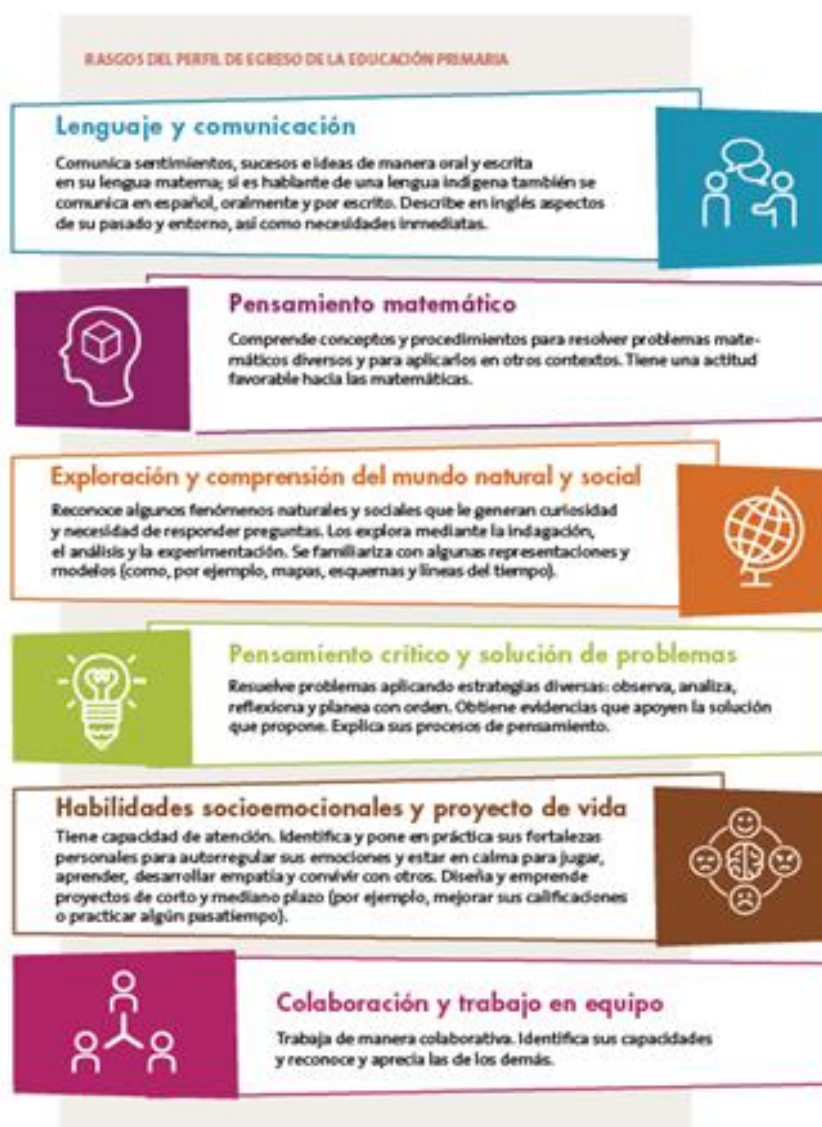 RASGOS DEL PERFIL DE EGRESO DE LA EDUCACIÓN PRIMARIA
Lenguaje y comunicación
Comunica sentimientos, sucesos e ideas de manera oral y escrita
en su lengua materna; si es hablante de una lengua indígena también se
comunica en español, oralmente y por escrito. Describe en inglés aspectos
de su pasado y entorno, así como necesidades inmediatas.
Pensamiento matemático
Comprende conceptos y procedimientos para resolver problemas mate-
máticos diversos y para aplicarlos en otros contextos. Tiene una actitud
favorable hacia las matemáticas.
Exploración y comprensión del mundo natural y social
Reconoce algunos fenómenos naturales y sociales que le generan curiosidad
y necesidad de responder preguntas. Los explora mediante la indagación,
el análisis y la experimentación. Se familiariza con algunas representaciones y
modelos (como, por ejemplo, mapas, esquemas y líneas del tiempo).
Pensamiento crítico y solución de problemas
Resuelve problemas aplicando estrategias diversas: observa, analiza,
reflexiona y planea con orden. Obtiene evidencias que apoyen la solución
que propone. Explica sus procesos de pensamiento.
Habilidades socioemocionales y proyecto de vida
Tiene capacidad de atención. Identifica y pone en práctica sus fortalezas
personales para autorregular sus emociones y estar en calma para jugar,
aprender, desarrollar empatía y convivir con otros. Diseña y emprende
proyectos de corto y mediano plazo (por ejemplo, mejorar sus calificaciones
o practicar algún pasatiempo).
Colaboración y trabajo en equipo
Trabaja de manera colaborativa. Identifica sus capacidades
y reconoce y aprecia las de los demás.